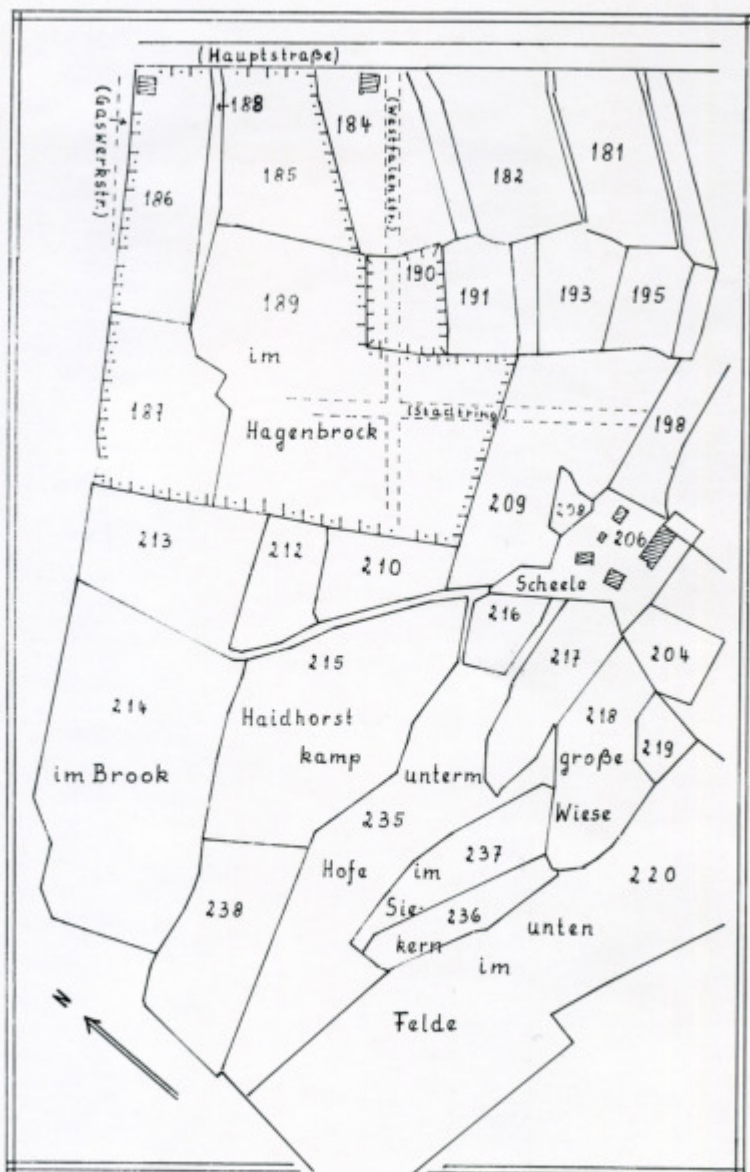 (Hauptstraße)
(Gaswerkstr.)
188
184
(Westfalenstr.)
182
181
186
185
190
191
193
195
189
im
187
Hagenbrock
(Stadtring)
198
213
212
210
209
208
206
Scheele
216
204
215
217
214
Haidhorst
kamp
218
219
im Brook
unterm
große
Wiese
235
Hofe
237
im
Sie-
kern
236
220
238
unten
im
Felde
N